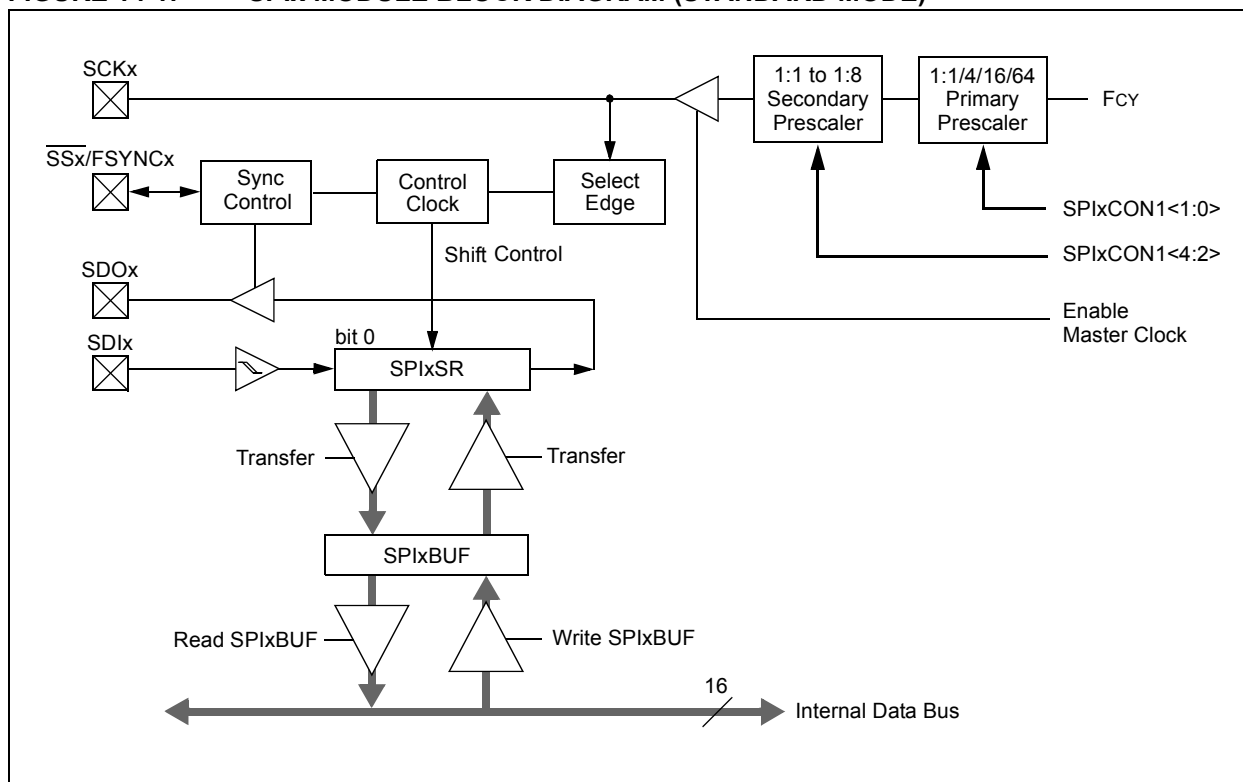 SCKx
SSx/FSYNCx
SDOx
SDIx
Sync
Control
Control
Clock
Select
Edge
1:1 to 1:8
Secondary
Prescaler
1:1/4/16/64
Primary
Prescaler
FCY
SPIxCON1<1:0>
SPIxCON1<4:2>
Enable
Master Clock
Shift Control
bit 0
SPIxSR
Transfer
Transfer
SPIxBUF
Read SPIxBUF
Write SPIxBUF
16
Internal Data Bus